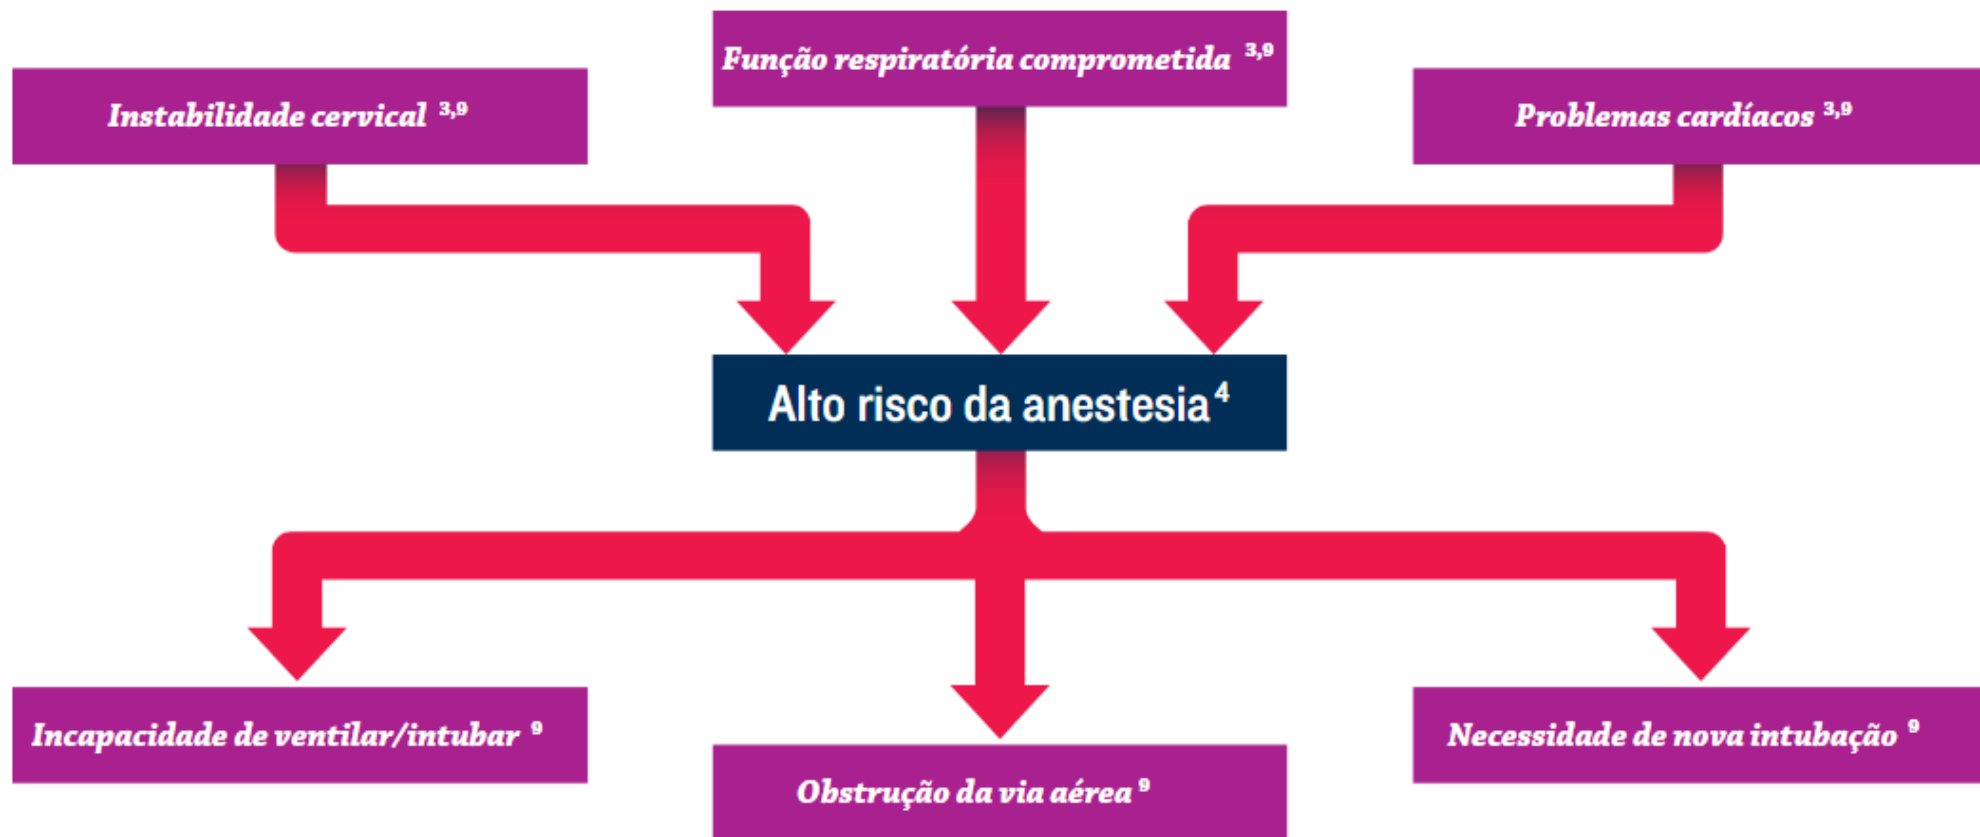 Função respiratória comprometida 3,9
Instabilidade cervical 3,9
Problemas cardíacos 3,9
Alto risco da anestesia 4
Incapacidade de ventilar/intubar 9
Necessidade de nova intubação 9
Obstrução da via aérea 9